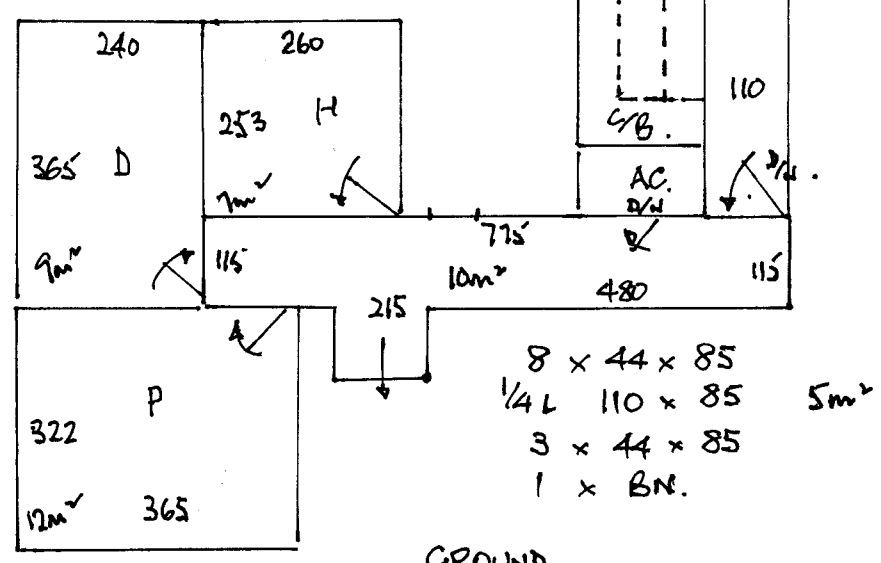 240
260
110
253 H
C/B.
365 D
AC.
D/N.
D/N
7m²
775
9m²
115
10m²
115
480
215
8 x 44 x 85
P
1/4 L 110 x 85 5m²
322
3 x 44 x 85
1 x BN.
12m² 365
GROUND